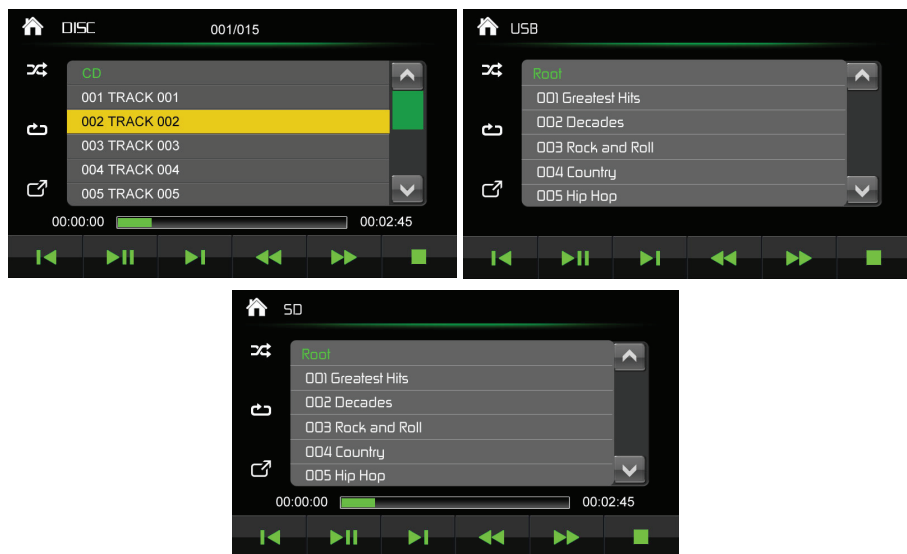 DISC 001/015
CD
001 TRACK 001
002 TRACK 002
003 TRACK 003
004 TRACK 004
005 TRACK 005
00:00:00 00:02:45
USB
Root
001 Greatest Hits
002 Decades
003 Rock and Roll
004 Country
005 Hip Hop
SD
Root
001 Greatest Hits
002 Decades
003 Rock and Roll
004 Country
005 Hip Hop
00:00:00 00:02:45